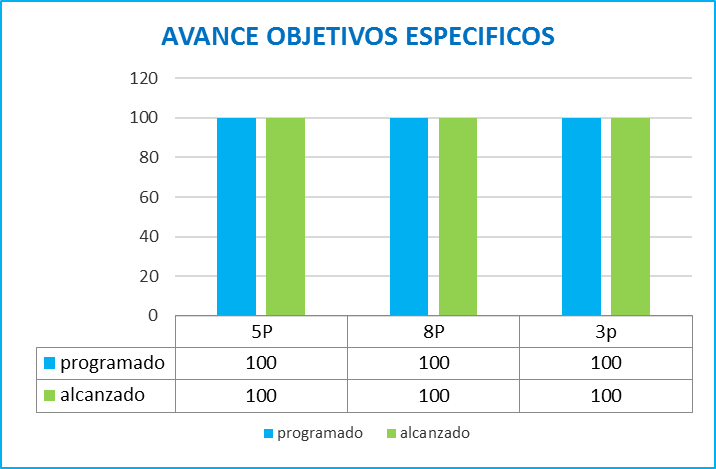 AVANCE OBJETIVOS ESPECIFICOS
120
100
80
60
40
20
0
5P 8P 3p
programado 100 100 100
alcanzado 100 100 100
programado alcanzado